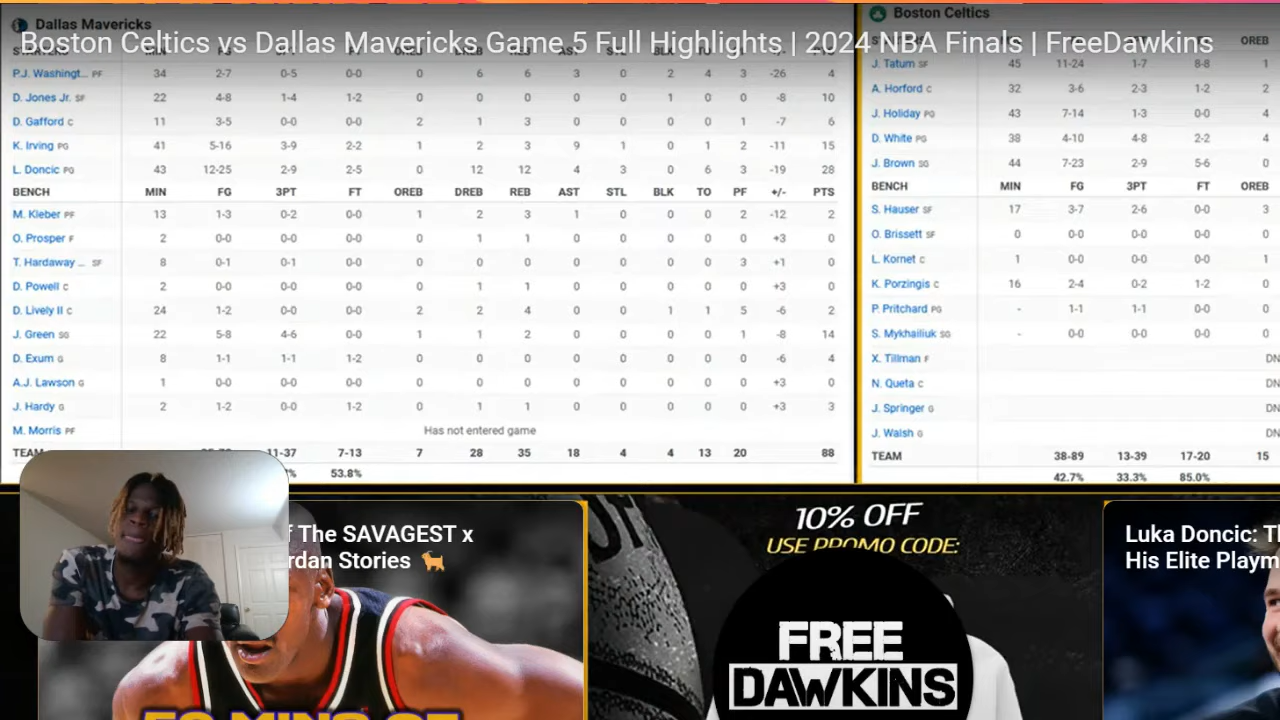 Dallas Mavericks
Boston Celtics vs Dallas Mavericks Game 5 Full Highlights | 2024 NBA Finals | FreeDawkins
P.J. Washingt... PF 34 2-7 0-5 0-0 0 6 6 3 0 2 4 3 -26 4
D. Jones Jr. SF 22 4-8 1-4 1-2 0 0 0 0 0 1 0 0 -8 10
D. Gafford C 11 3-5 0-0 0-0 2 1 3 0 0 0 0 1 -7 6
K. Irving PG 41 5-16 3-9 2-2 1 2 3 9 1 0 1 2 -11 15
L. Doncic PG 43 12-25 2-9 2-5 0 12 12 4 3 0 6 3 -19 28
BENCH MIN FG 3PT FT OREB DREB REB AST STL BLK TO PF +/- PTS
M. Kleber PF 13 1-3 0-2 0-0 1 2 3 1 0 0 0 2 -12 2
O. Prosper F 2 0-0 0-0 0-0 0 1 1 0 0 0 0 0 +3 0
T. Hardaway ... SF 8 0-1 0-1 0-0 0 0 0 0 0 0 0 3 +1 0
D. Powell C 2 0-0 0-0 0-0 0 1 1 0 0 0 0 0 +3 0
D. Lively II C 24 1-2 0-0 0-0 2 2 4 0 0 1 1 5 -6 2
J. Green SG 22 5-8 4-6 0-0 1 1 2 0 0 0 0 1 -8 14
D. Exum G 8 1-1 1-1 1-2 0 0 0 0 0 0 0 0 -6 4
A.J. Lawson G 1 0-0 0-0 0-0 0 0 0 0 0 0 0 0 +3 0
J. Hardy G 2 1-2 0-0 1-2 0 1 1 0 0 0 0 0 +3 3
M. Morris PF Has not entered game
TEAM 11-37 7-13 7 28 35 18 4 4 13 20 88
53.8%
Boston Celtics
OREB
J. Tatum SF 45 11-24 1-7 8-8 1
A. Horford C 32 3-6 2-3 1-2 2
J. Holiday PG 43 7-14 1-3 0-0 4
D. White PG 38 4-10 4-8 2-2 4
J. Brown SG 44 7-23 2-9 5-6 0
BENCH MIN FG 3PT FT OREB
S. Hauser SF 17 3-7 2-6 0-0 3
O. Brissett SF 0 0-0 0-0 0-0 0
L. Kornet C 1 0-0 0-0 0-0 1
K. Porzingis C 16 2-4 0-2 1-2 0
P. Pritchard PG - 1-1 1-1 0-0 0
S. Mykhailiuk SG - 0-0 0-0 0-0 0
X. Tillman F DN
N. Queta C DN
J. Springer G DN
J. Walsh G DN
TEAM 38-89 13-39 17-20 15
42.7% 33.3% 85.0%
f The SAVAGEST x
rdan Stories
10% OFF
USE PROMO CODE:
FREE
DAWKINS
Luka Doncic: T
His Elite Playm